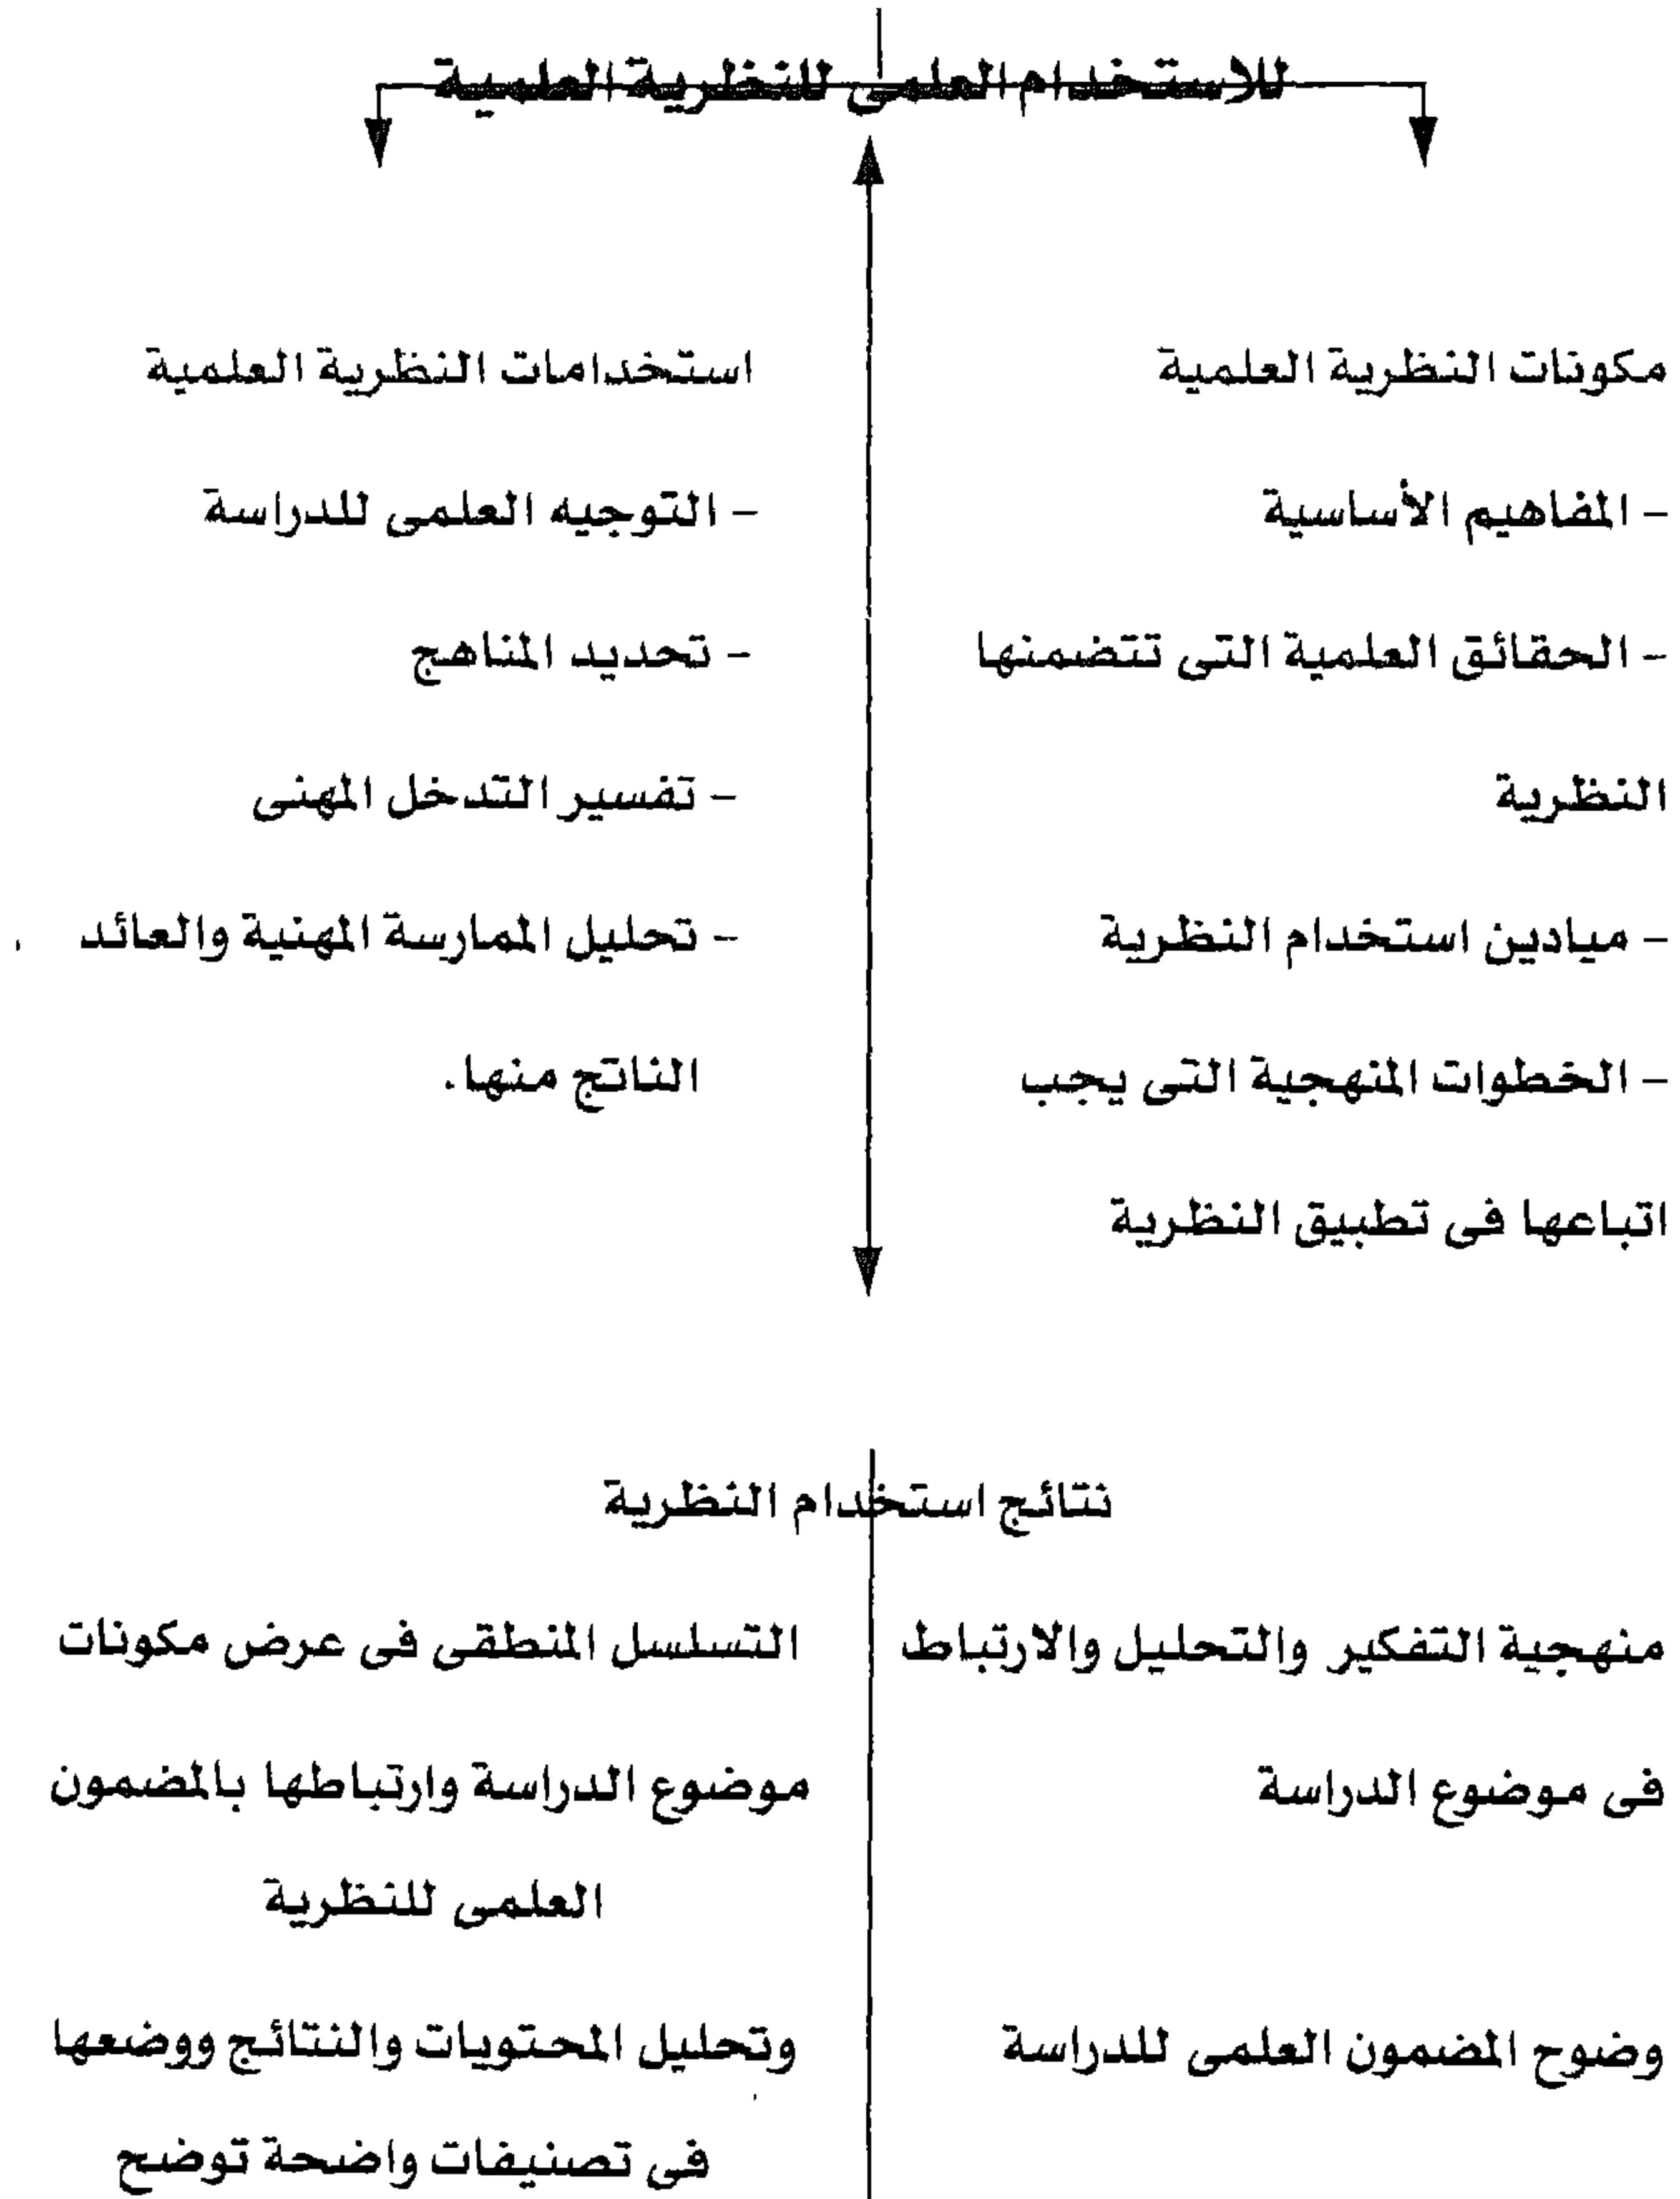 للاستخدام العلمى للنظرية العلمية
مكونات النظرية العلمية
- المفاهيم الأساسية
- الحقائق العلمية التى تتضمنها
النظرية
- ميادين استخدام النظرية
- الخطوات المنهجية التى يجب
اتباعها فى تطبيق النظرية
استخدامات النظرية العلمية
- التوجيه العلمى للدراسة
- تحديد المناهج
- تفسير التدخل المهنى
- تحليل الممارسة المهنية والعائد
الناتج منها.
نتائج استخدام النظرية
منهجية التفكير والتحليل والارتباط
فى موضوع الدراسة
وضوح المضمون العلمى للدراسة
التسلسل المنطقى فى عرض مكونات
موضوع الدراسة وارتباطها بالمضمون
العلمى للنظرية
وتحليل المحتويات والنتائج ووضعها
فى تصنيفات واضحة توضح